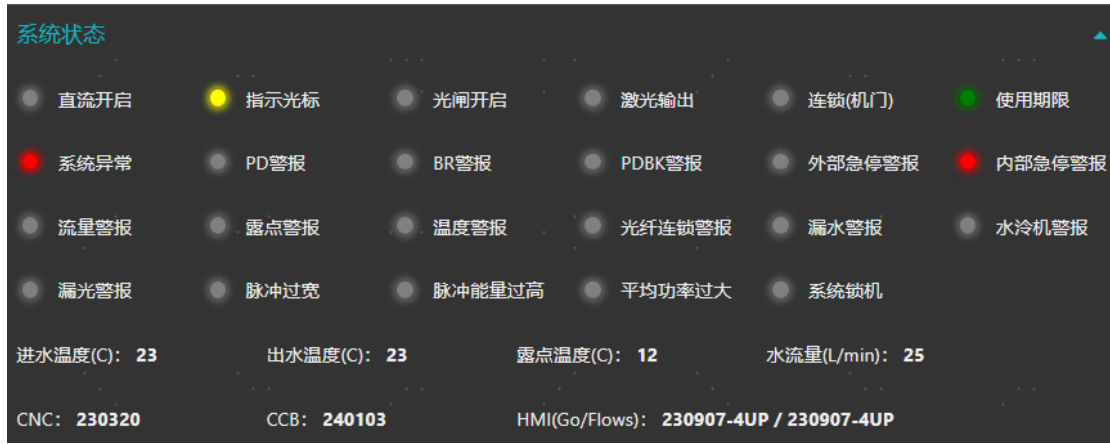 系统状态
直流开启 指示光标 光闸开启 激光输出 连锁(机门) 使用期限
系统异常 PD警报 BR警报 PDBK警报 外部急停警报 内部急停警报
流量警报 露点警报 温度警报 光纤连锁警报 漏水警报 水泠机警报
漏光警报 脉冲过宽 脉冲能量过高 平均功率过大 系统锁机
进水温度(C)：23 出水温度(C)：23 露点温度(C)：12 水流量(L/min)：25
CNC：230320 CCB：240103 HMI(Go/Flows)：230907-4UP / 230907-4UP